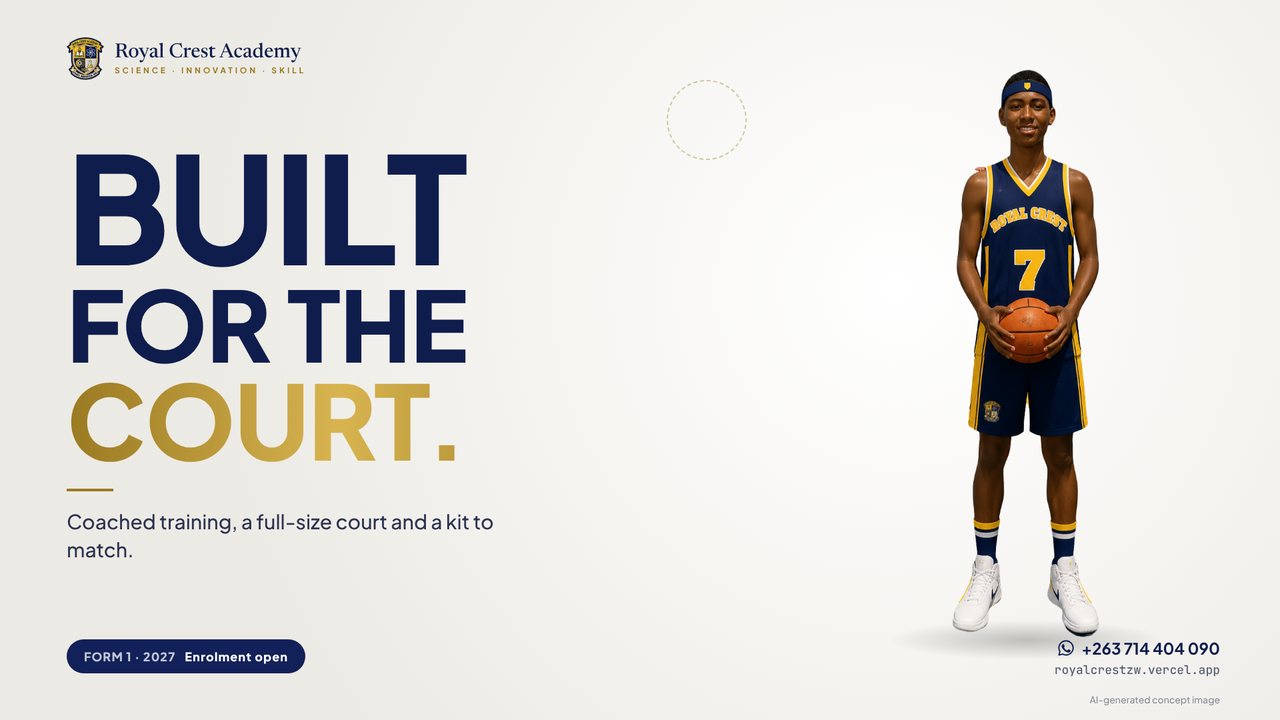 Royal Crest Academy
SCIENCE · INNOVATION · SKILL
BUILT
FOR THE
COURT.
Coached training, a full-size court and a kit to
match.
ROYAL CREST
7
FORM 1 · 2027 Enrolment open
+263 714 404 090
royalcrestzw.vercel.app
AI-generated concept image